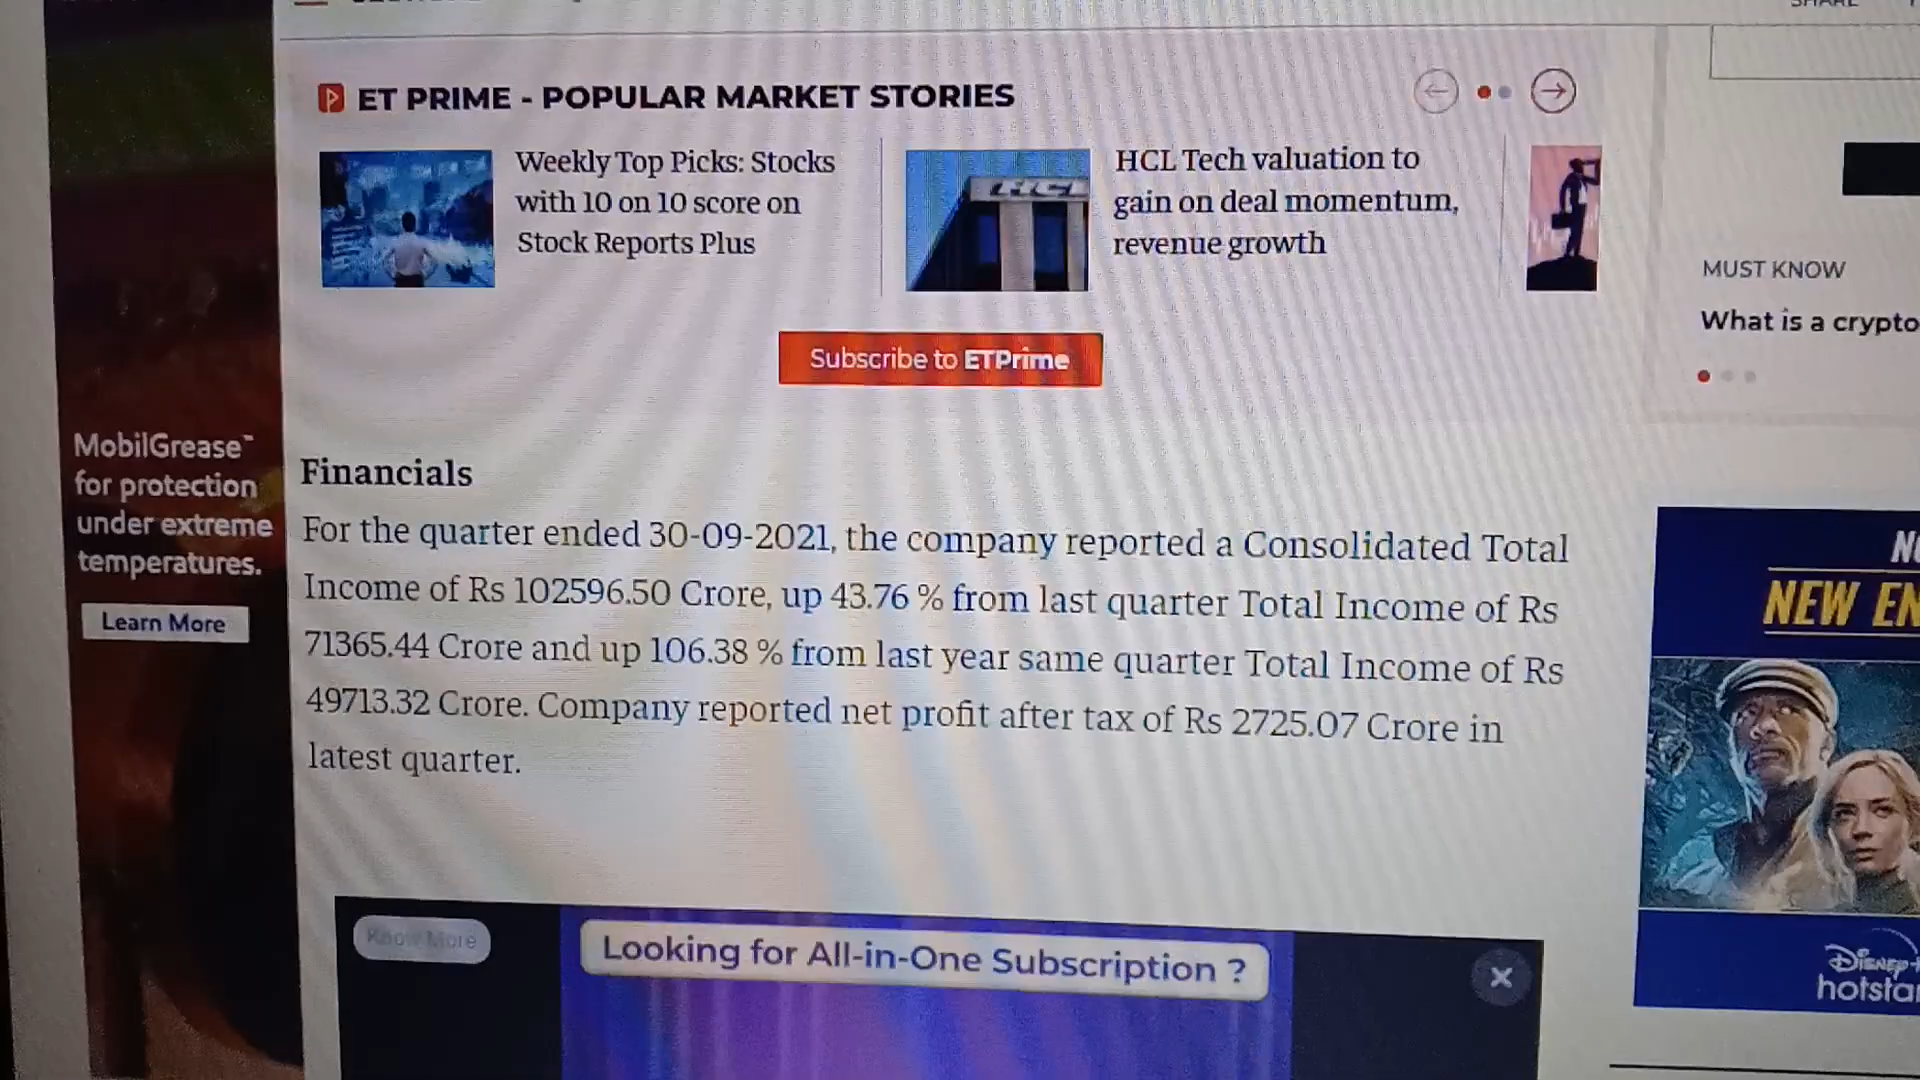 ET PRIME - POPULAR MARKET STORIES
Weekly Top Picks: Stocks
with 10 on 10 score on
Stock Reports Plus
HCL
HCL Tech valuation to
gain on deal momentum,
revenue growth
Subscribe to ETPrime
MUST KNOW
What is a crypto
MobilGrease™
for protection
under extreme
temperatures.
Learn More
Financials
For the quarter ended 30-09-2021, the company reported a Consolidated Total
Income of Rs 102596.50 Crore, up 43.76 % from last quarter Total Income of Rs
71365.44 Crore and up 106.38 % from last year same quarter Total Income of Rs
49713.32 Crore. Company reported net profit after tax of Rs 2725.07 Crore in
latest quarter.
NEW EN
Disney+
hotstar
Know More
Looking for All-in-One Subscription ?